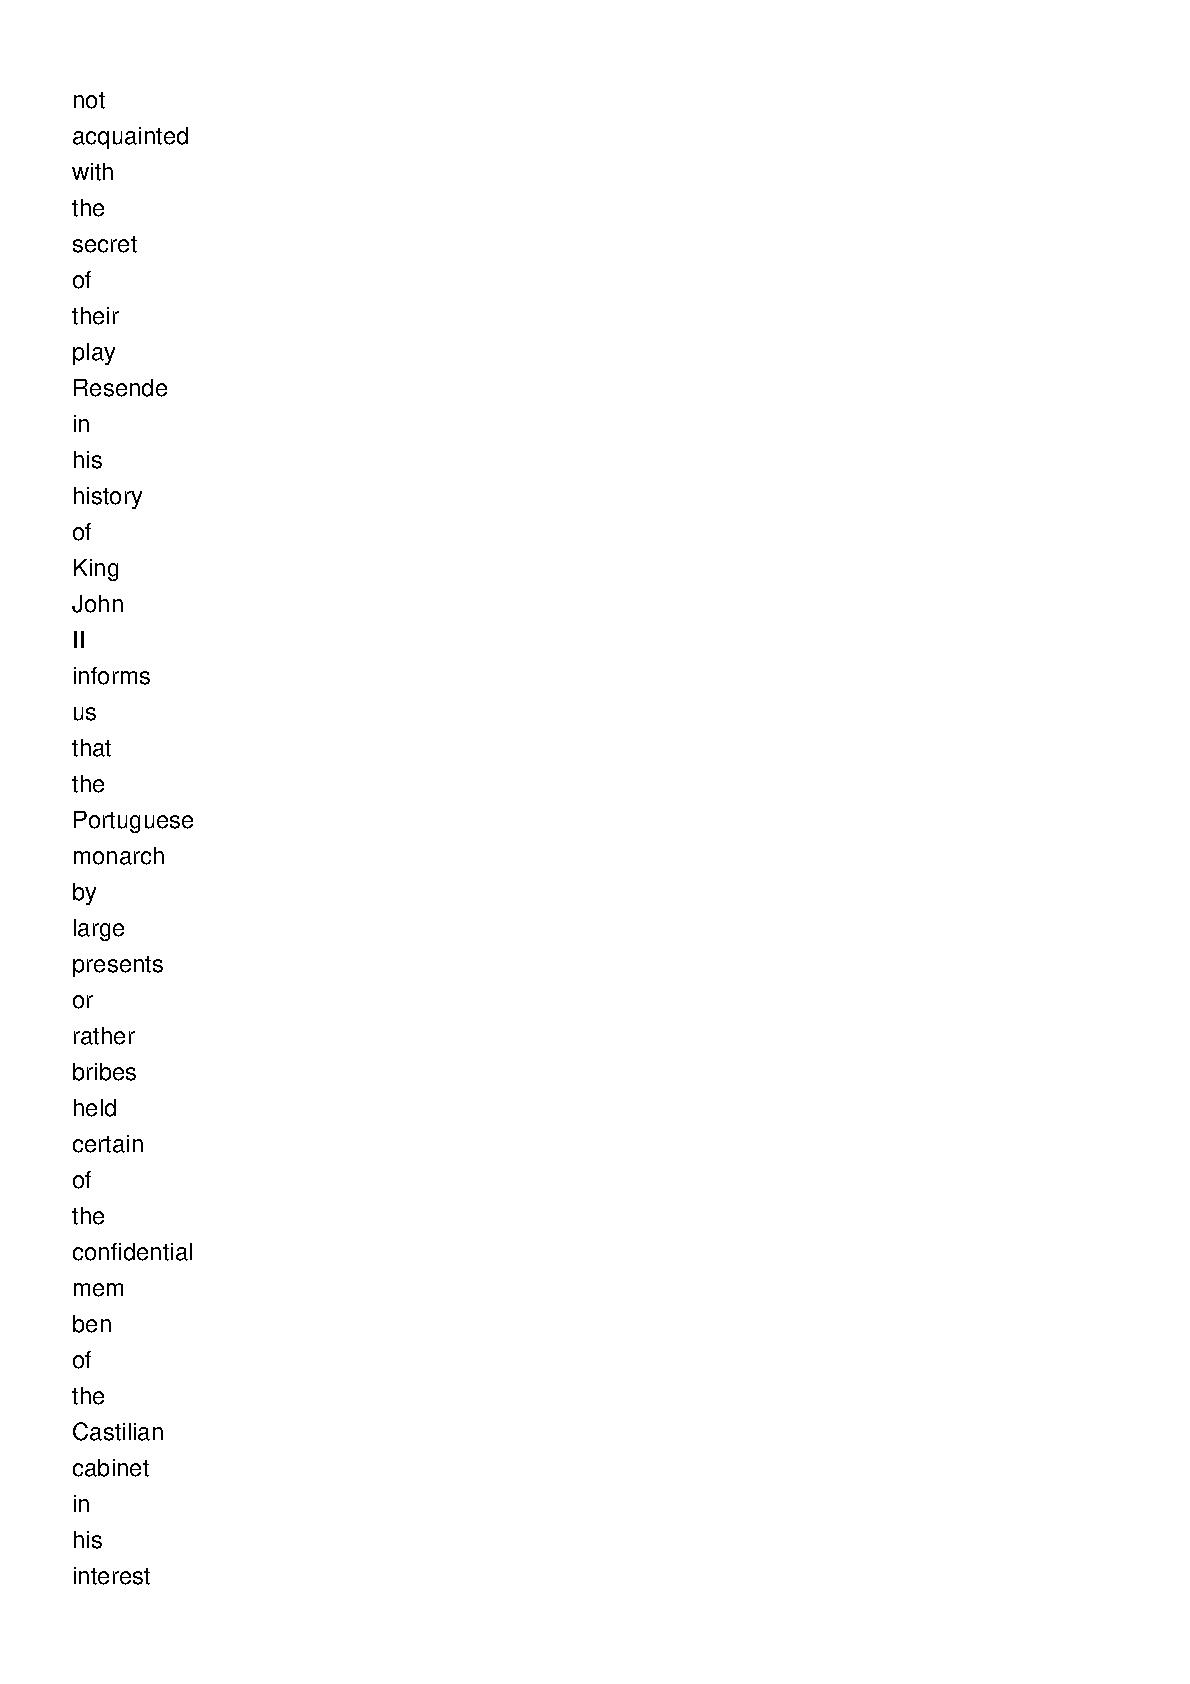 not
acquainted
with
the
secret
of
their
play
Resende
in
his
history
of
King
John
II
informs
us
that
the
Portuguese
monarch
by
large
presents
or
rather
bribes
held
certain
of
the
confidential
mem
ben
of
the
Castilian
cabinet
in
his
interest